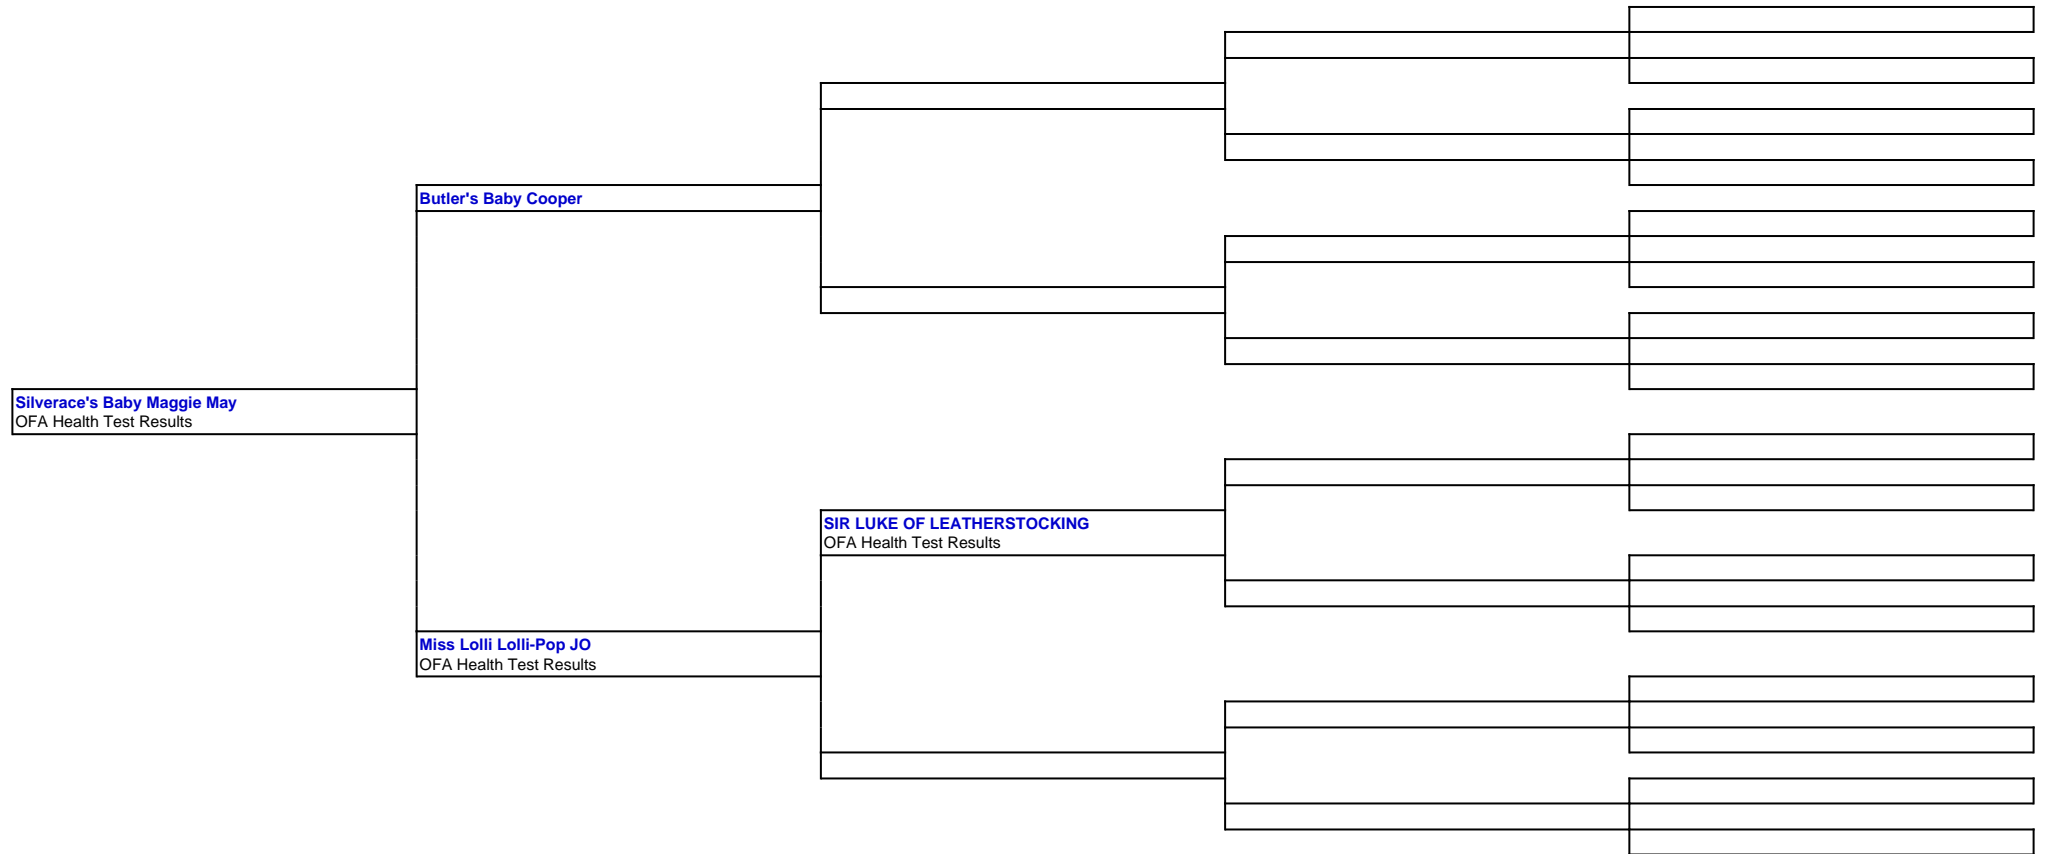 Butler's Baby Cooper
Silverace's Baby Maggie May
OFA Health Test Results
SIR LUKE OF LEATHERSTOCKING
OFA Health Test Results
Miss Lolli Lolli-Pop JO
OFA Health Test Results